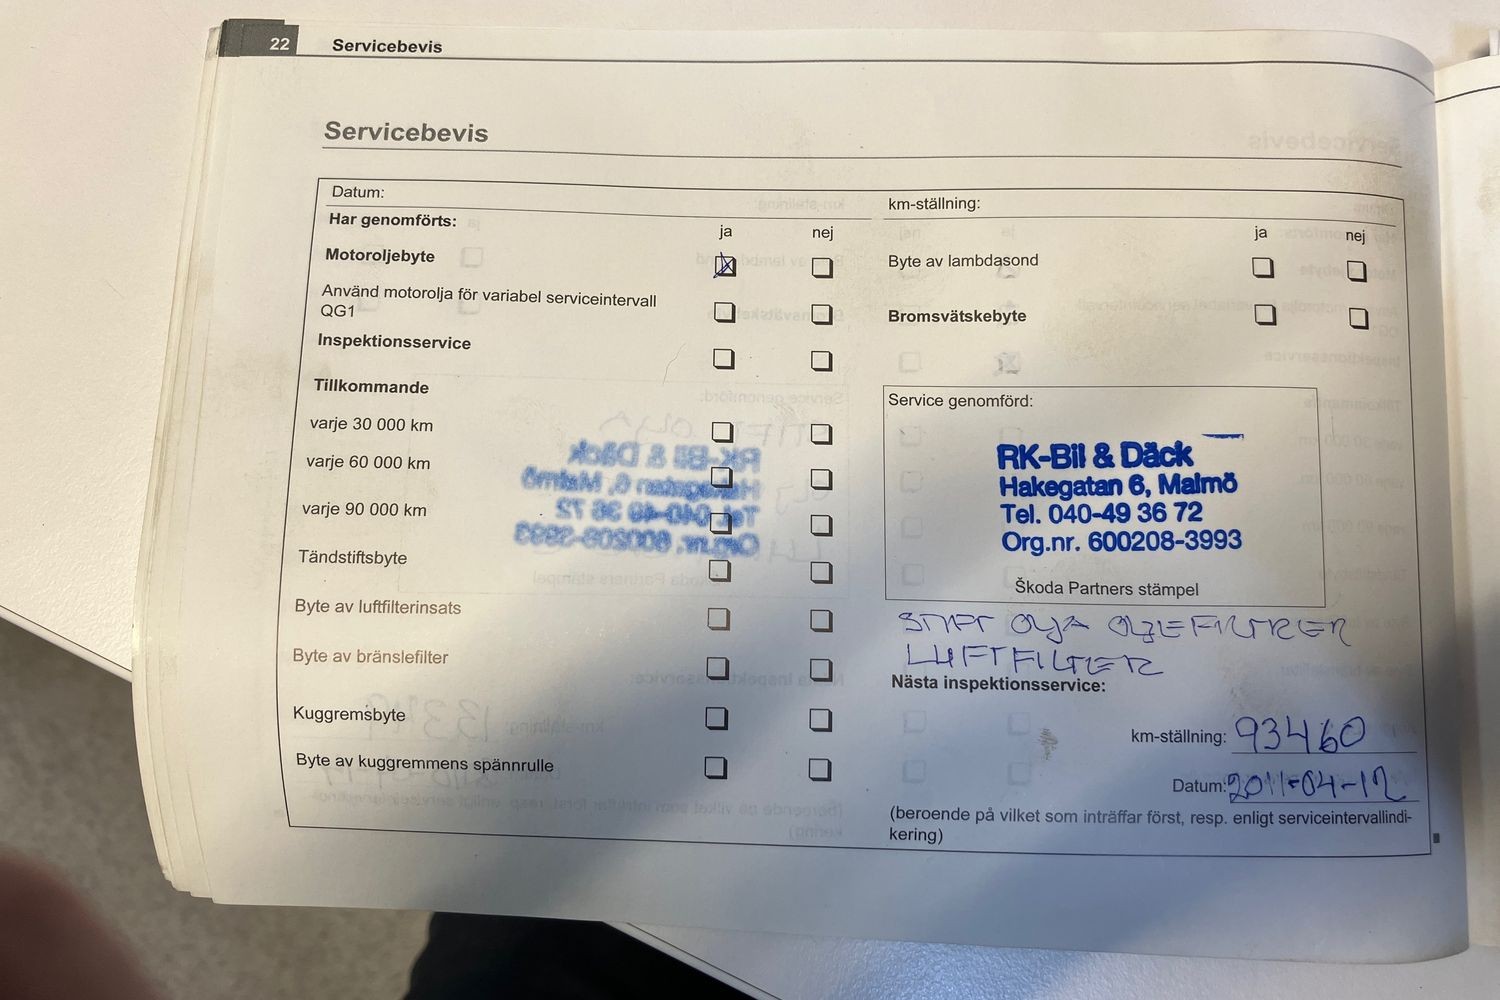 22 Servicebevis
Servicebevis
Datum:
km-ställning:
Har genomförts:
ja nej
ja nej
Motoroljebyte
Byte av lambdasond
Använd motorolja för variabel serviceintervall
QG1
Bromsvätskebyte
Inspektionsservice
Tillkommande
varje 30 000 km
varje 60 000 km
varje 90 000 km
Tändstiftsbyte
Byte av luftfilterinsats
Byte av bränslefilter
Kuggremsbyte
Byte av kuggremmens spännrulle
Service genomförd:
RK-Bil & Däck
Hakegatan 6, Malmö
Tel. 040-49 36 72
Org.nr. 600208-3993
Škoda Partners stämpel
STIFT OLJA OLJEFILTRER
LUFTFILTER
Nästa inspektionsservice:
km-ställning: 93460
Datum: 2011-04-12
(beroende på vilket som inträffar först, resp. enligt serviceintervallindi-
kering)